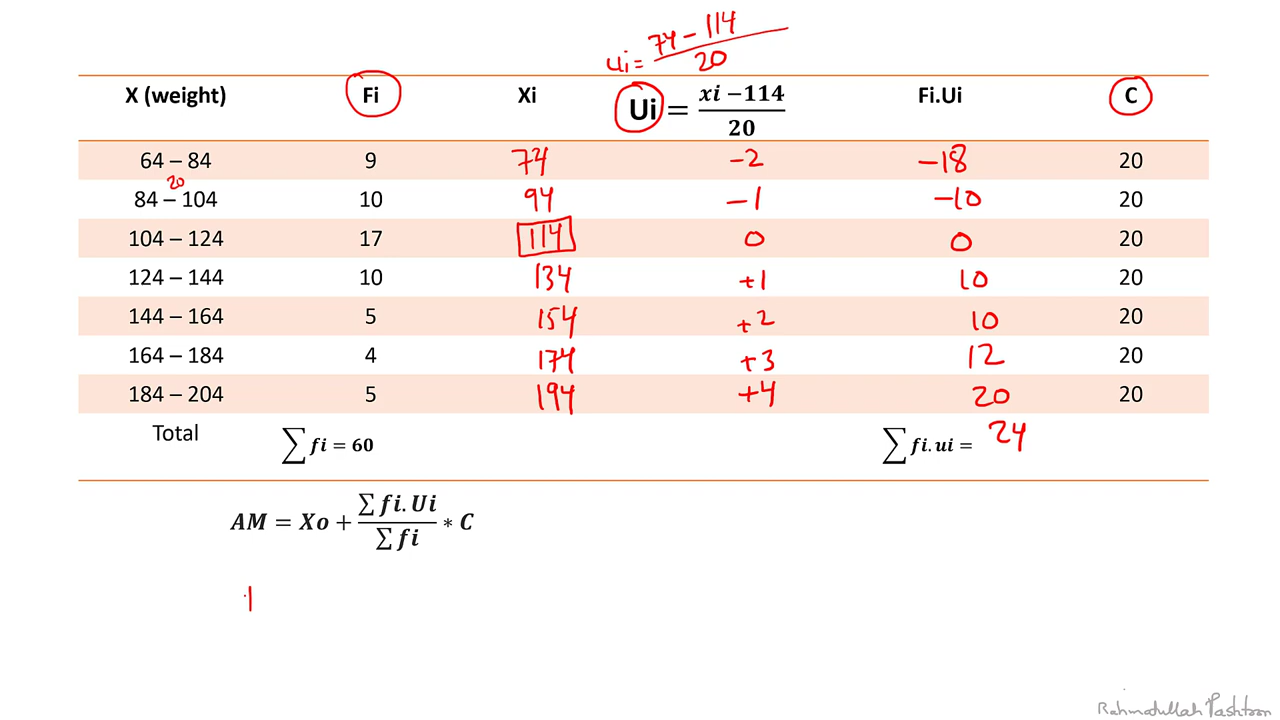 ui = 74 - 114 / 20
X (weight) Fi Xi Ui = xi - 114 / 20 Fi.Ui C
64 – 84 9 74 -2 -18 20
20
84 – 104 10 94 -1 -10 20
104 – 124 17 114 0 0 20
124 – 144 10 134 +1 10 20
144 – 164 5 154 +2 10 20
164 – 184 4 174 +3 12 20
184 – 204 5 194 +4 20 20
Total ∑ fi = 60 ∑ fi.ui = 24
AM = Xo + ∑ fi.Ui / ∑ fi * C
Rahmatullah Pashtoon